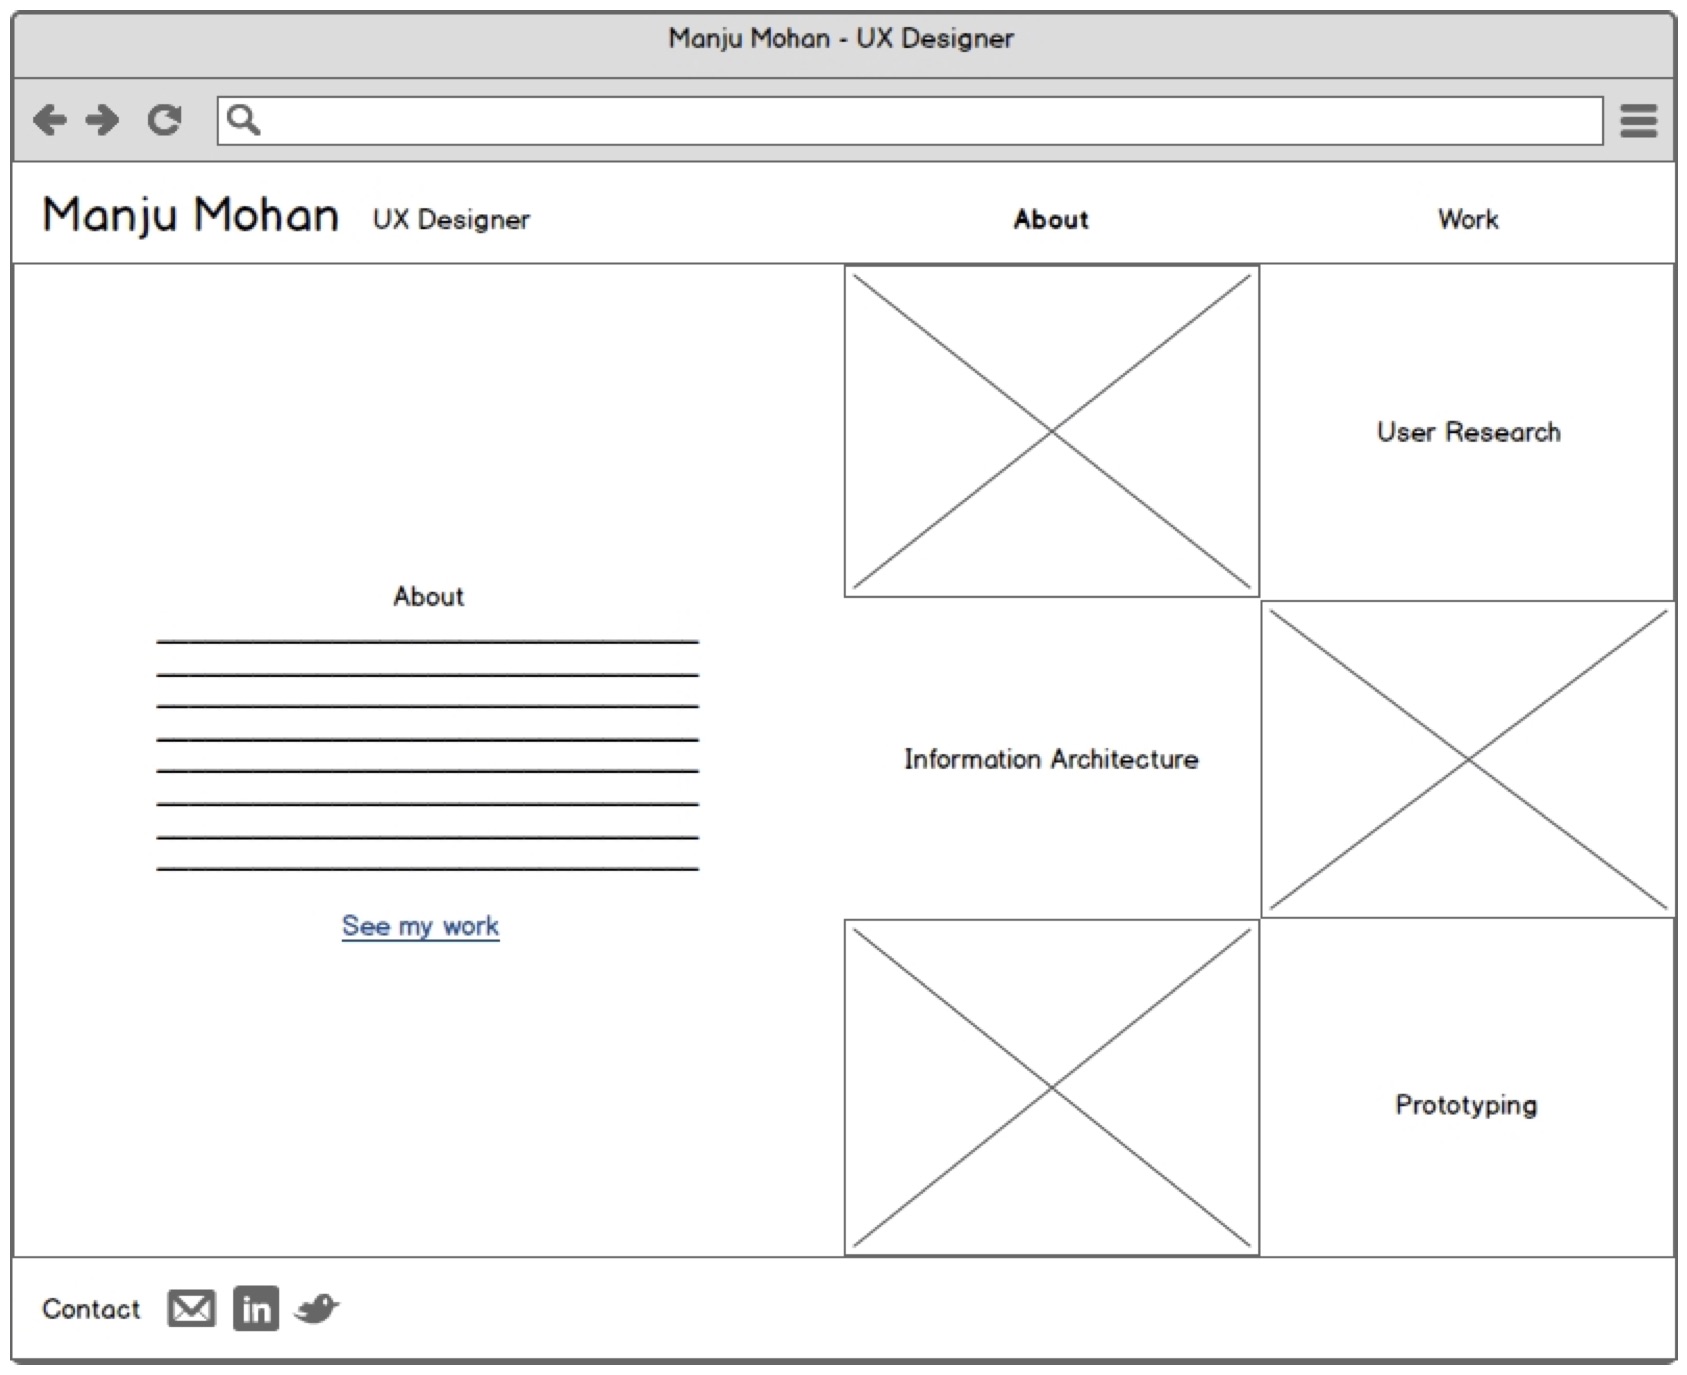 Manju Mohan - UX Designer
Manju Mohan UX Designer About Work
User Research
About
Information Architecture
See my work
Prototyping
Contact in